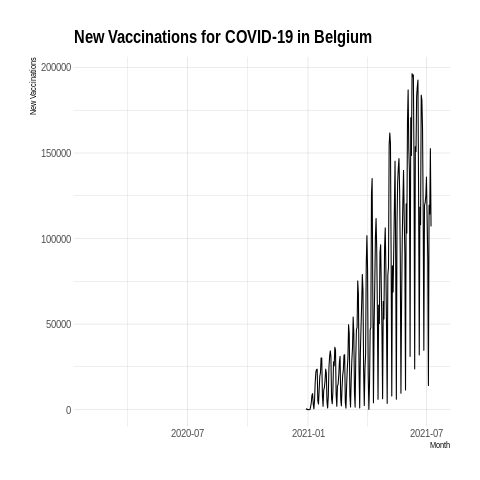 New Vaccinations for COVID-19 in Belgium
New Vaccinations
200000
150000
100000
50000
0
2020-07
2021-01
2021-07
Month